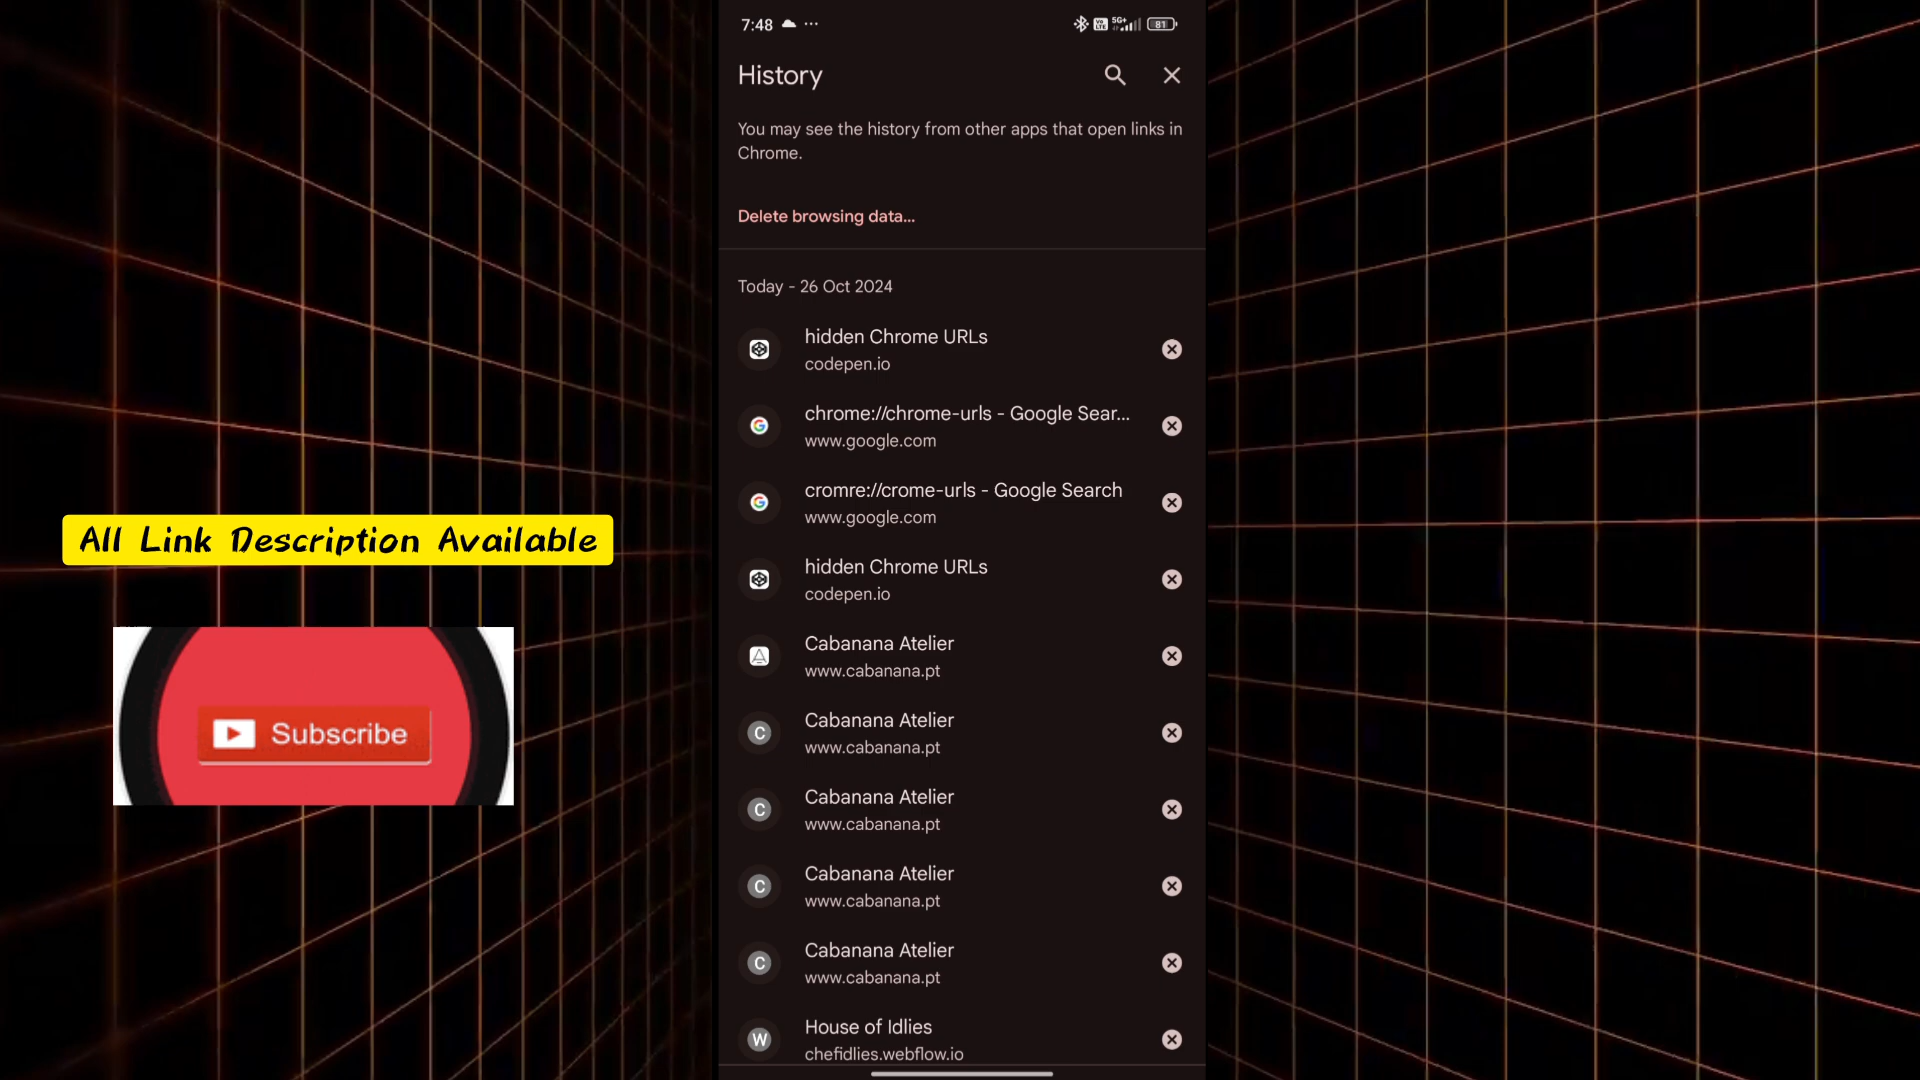 7:48
5G+
81
History
You may see the history from other apps that open links in
Chrome.
Delete browsing data...
Today - 26 Oct 2024
hidden Chrome URLs
codepen.io
chrome://chrome-urls - Google Sear...
www.google.com
cromre://crome-urls - Google Search
www.google.com
hidden Chrome URLs
codepen.io
Cabanana Atelier
www.cabanana.pt
C
Cabanana Atelier
www.cabanana.pt
C
Cabanana Atelier
www.cabanana.pt
C
Cabanana Atelier
www.cabanana.pt
C
Cabanana Atelier
www.cabanana.pt
W
House of Idlies
chefidlies.webflow.io
All Link Description Available
Subscribe